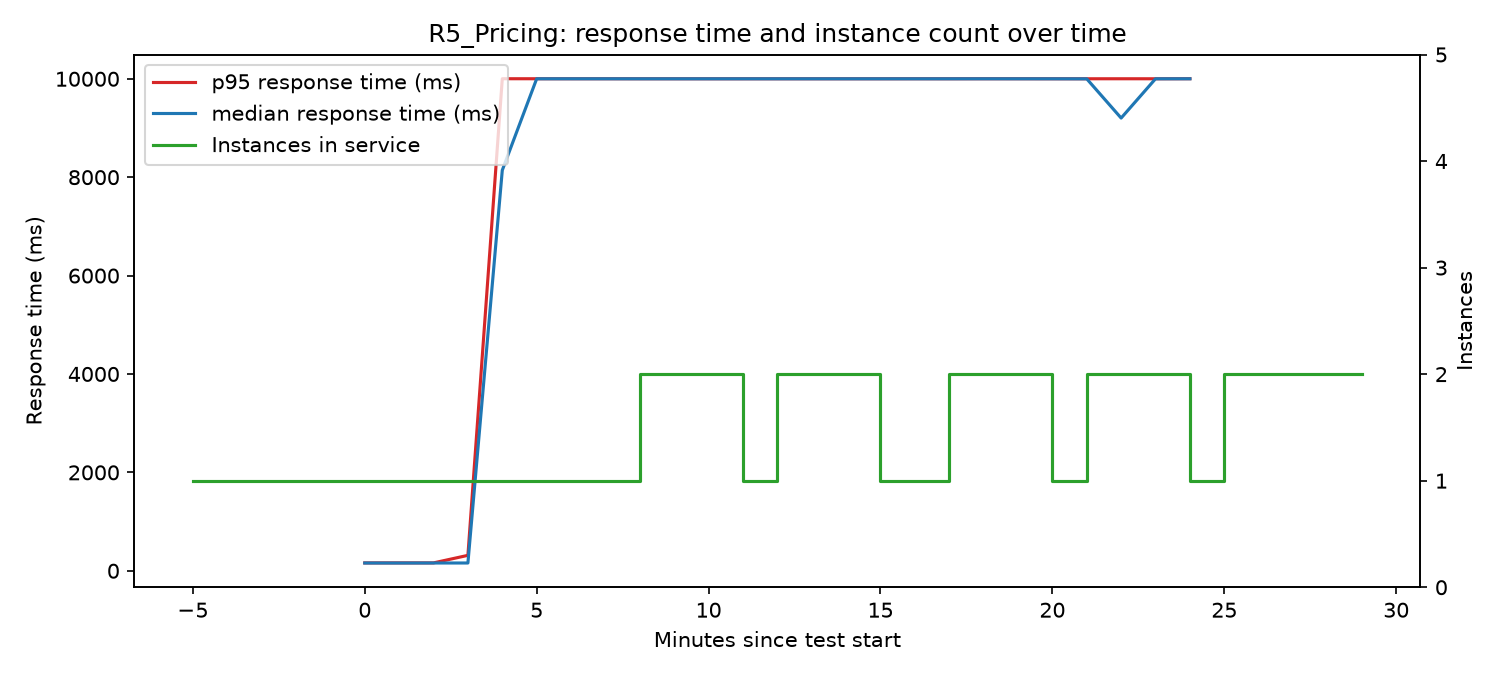 R5_Pricing: response time and instance count over time
p95 response time (ms)
median response time (ms)
Instances in service
Response time (ms)
10000
8000
6000
4000
2000
0
5
4
3
2
1
0
Instances
−5
0
5
10
15
20
25
30
Minutes since test start